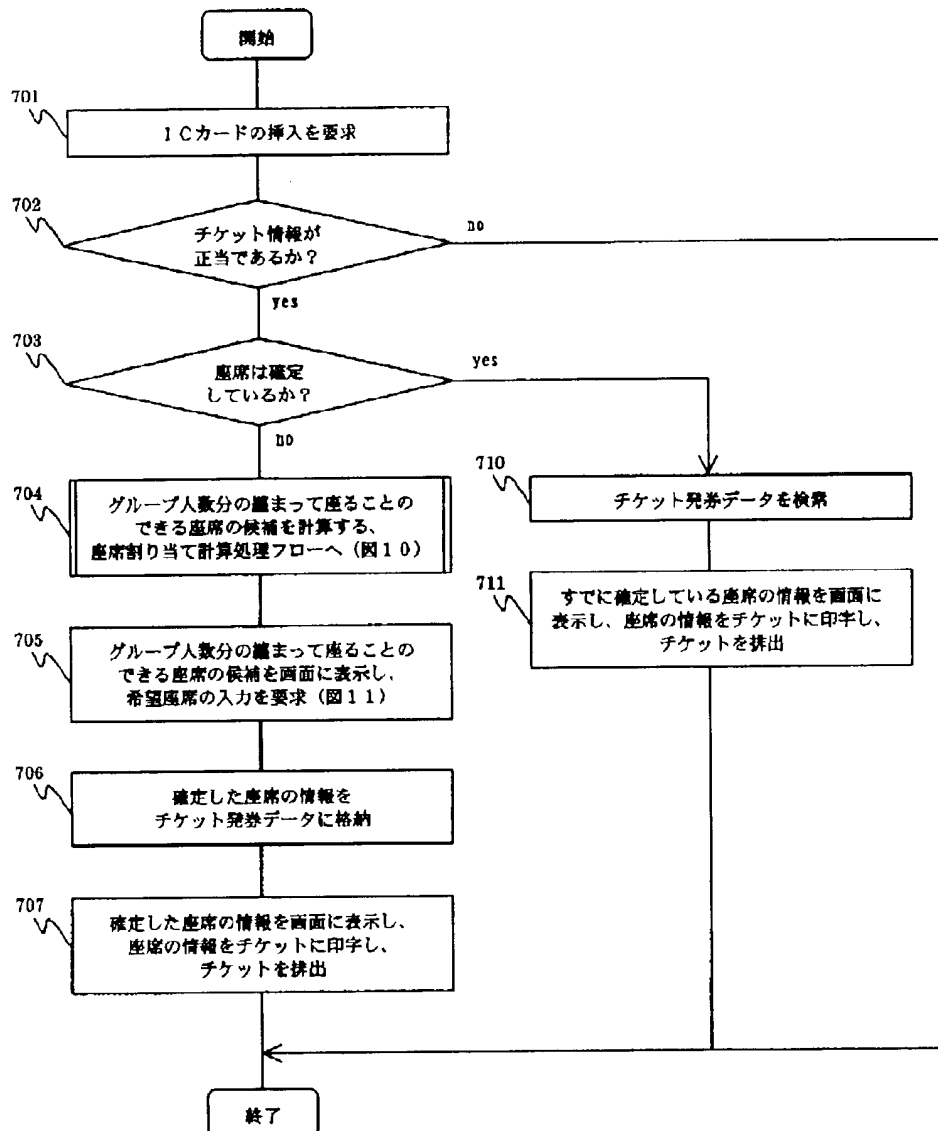 開始
701
ICカードの挿入を要求
702
チケット情報が
正当であるか?
no
yes
703
座席は確定
しているか?
yes
no
704
グループ人数分の纏まって座ることの
できる座席の候補を計算する、
座席割り当て計算処理フローへ(図10)
710
チケット発券データを検索
711
すでに確定している座席の情報を画面に
表示し、座席の情報をチケットに印字し、
チケットを排出
705
グループ人数分の纏まって座ることの
できる座席の候補を画面に表示し、
希望座席の入力を要求(図11)
706
確定した座席の情報を
チケット発券データに格納
707
確定した座席の情報を画面に表示し、
座席の情報をチケットに印字し、
チケットを排出
終了